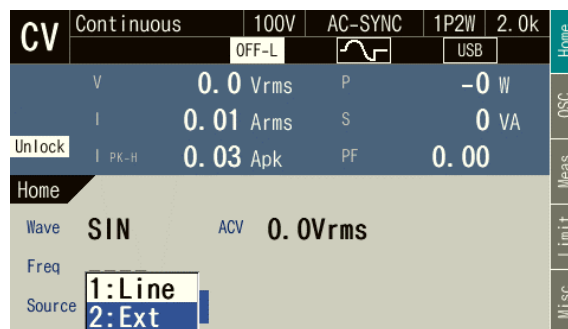 CV Continuous 100V AC-SYNC 1P2W 2.0k
OFF-L USB
V 0.0 Vrms P -0 W
I 0.01 Arms S 0 VA
Unlock
I PK-H 0.03 Apk PF 0.00
Home
Wave SIN ACV 0.0Vrms
Freq ----
Source
1:Line
2:Ext
Home
OSC
Meas
Limit
Misc